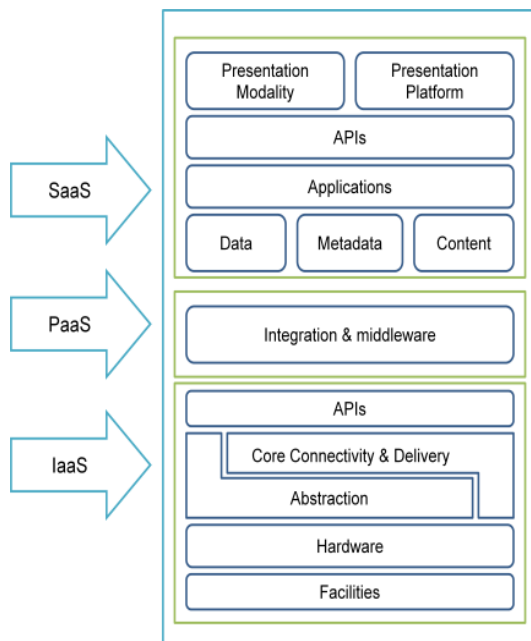 Presentation
Modality
Presentation
Platform
APIs
SaaS
Applications
Data
Metadata
Content
PaaS
Integration & middleware
APIs
IaaS
Core Connectivity & Delivery
Abstraction
Hardware
Facilities